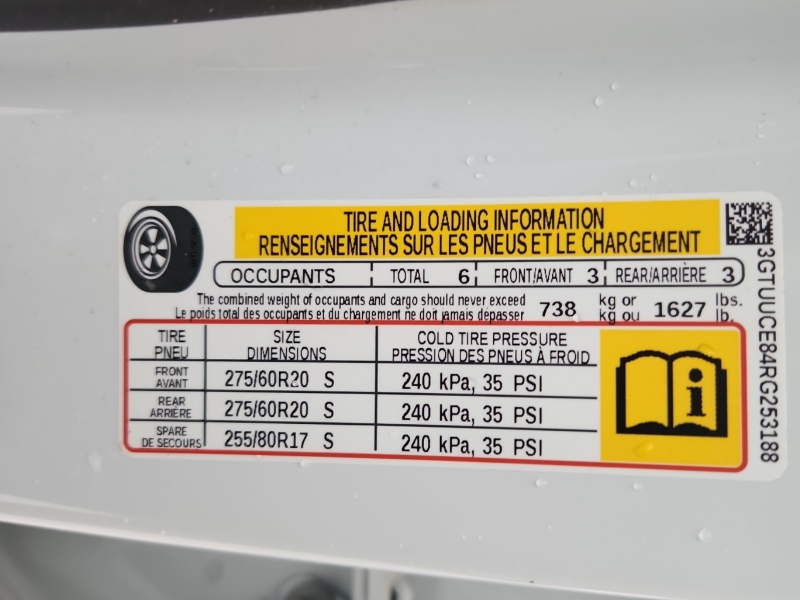 TIRE AND LOADING INFORMATION
RENSEIGNEMENTS SUR LES PNEUS ET LE CHARGEMENT
OCCUPANTS TOTAL 6 FRONT/AVANT 3 REAR/ARRIÈRE 3
The combined weight of occupants and cargo should never exceed 738 kg or 1627 lbs.
Le poids total des occupants et du chargement ne doit jamais dépasser kg ou lb.
TIRE SIZE COLD TIRE PRESSURE
PNEU DIMENSIONS PRESSION DES PNEUS À FROID
FRONT
AVANT 275/60R20 S 240 kPa, 35 PSI
REAR
ARRIÈRE 275/60R20 S 240 kPa, 35 PSI
SPARE
DE SECOURS 255/80R17 S 240 kPa, 35 PSI
i
3GTUUCE84RG253188